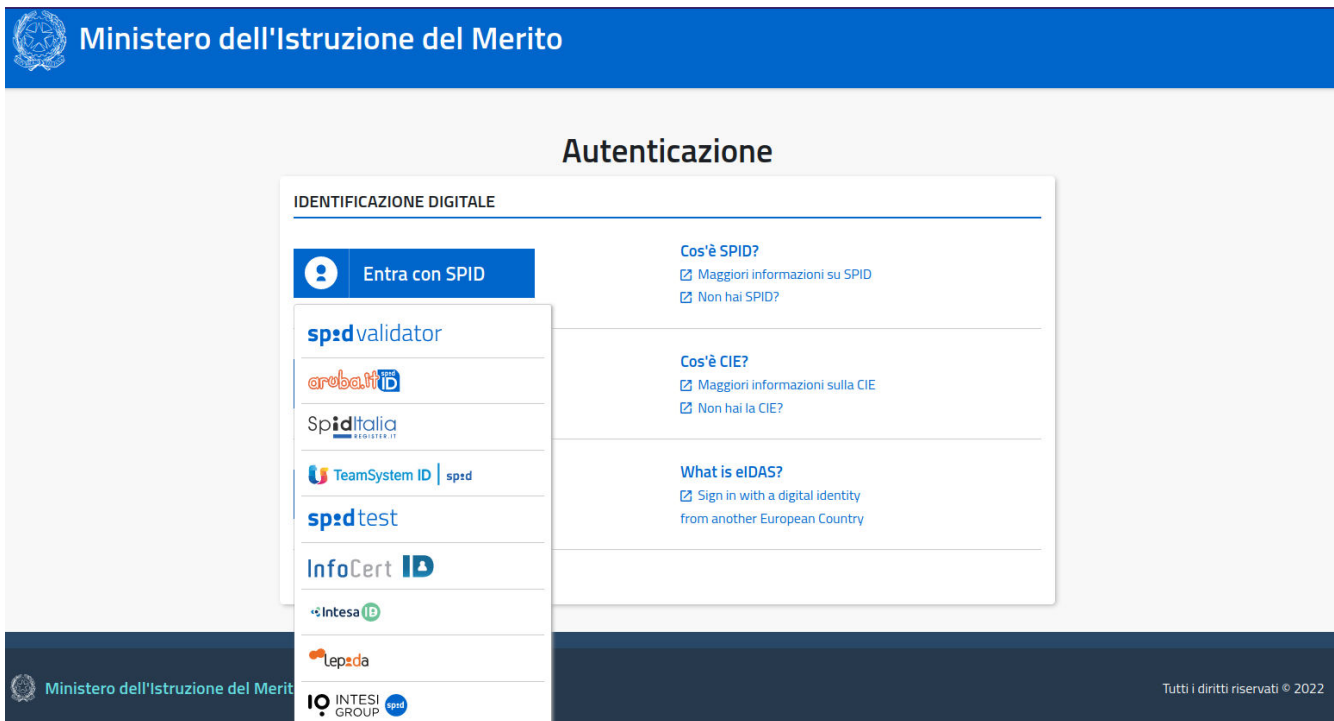 Ministero dell'Istruzione del Merito
Autenticazione
IDENTIFICAZIONE DIGITALE
Entra con SPID
Cos'è SPID?
Maggiori informazioni su SPID
Non hai SPID?
spid validator
aruba.it spid ID
SpidItalia
REGISTER.IT
TeamSystem ID | spid
spid test
InfoCert ID
Intesa ID
Lepida
IQ INTESI GROUP spid
Cos'è CIE?
Maggiori informazioni sulla CIE
Non hai la CIE?
What is eIDAS?
Sign in with a digital identity
from another European Country
Ministero dell'Istruzione del Merit
Tutti i diritti riservati © 2022